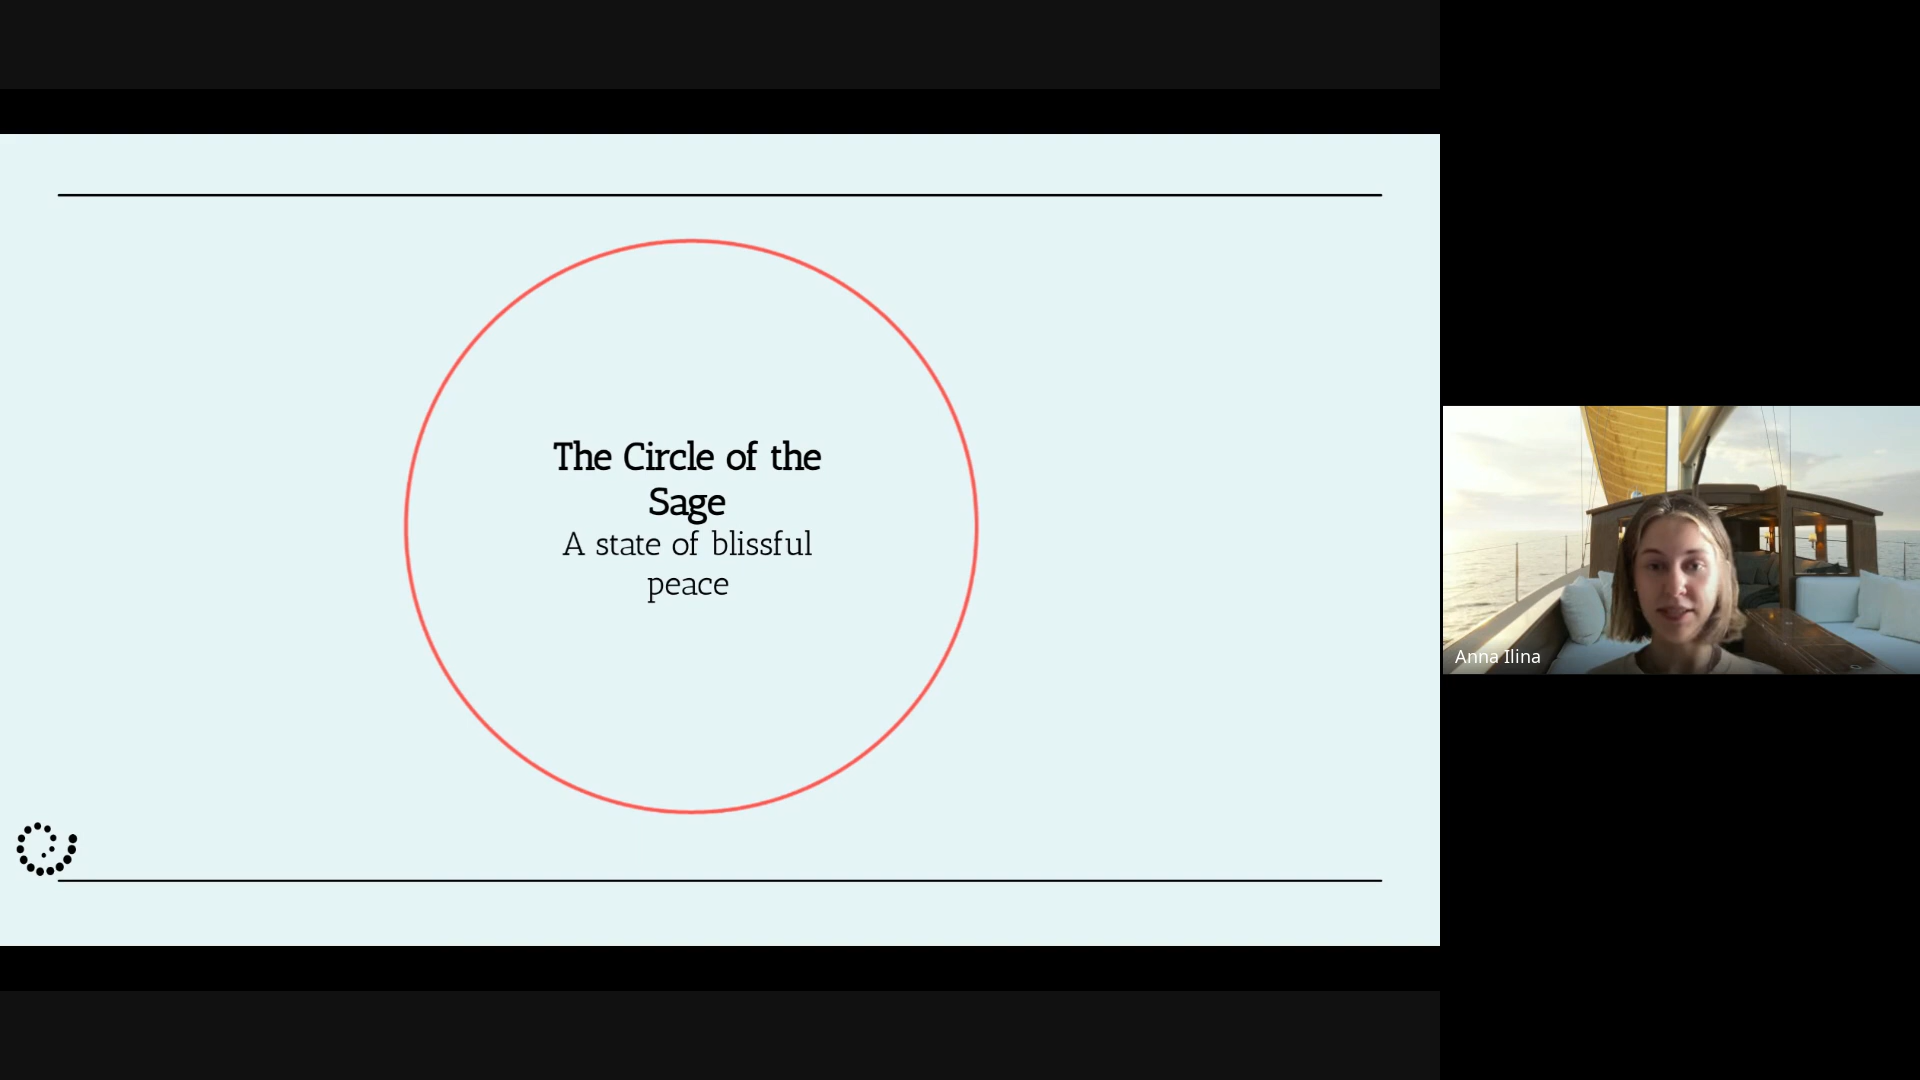 The Circle of the
Sage
A state of blissful
peace
Anna Ilina